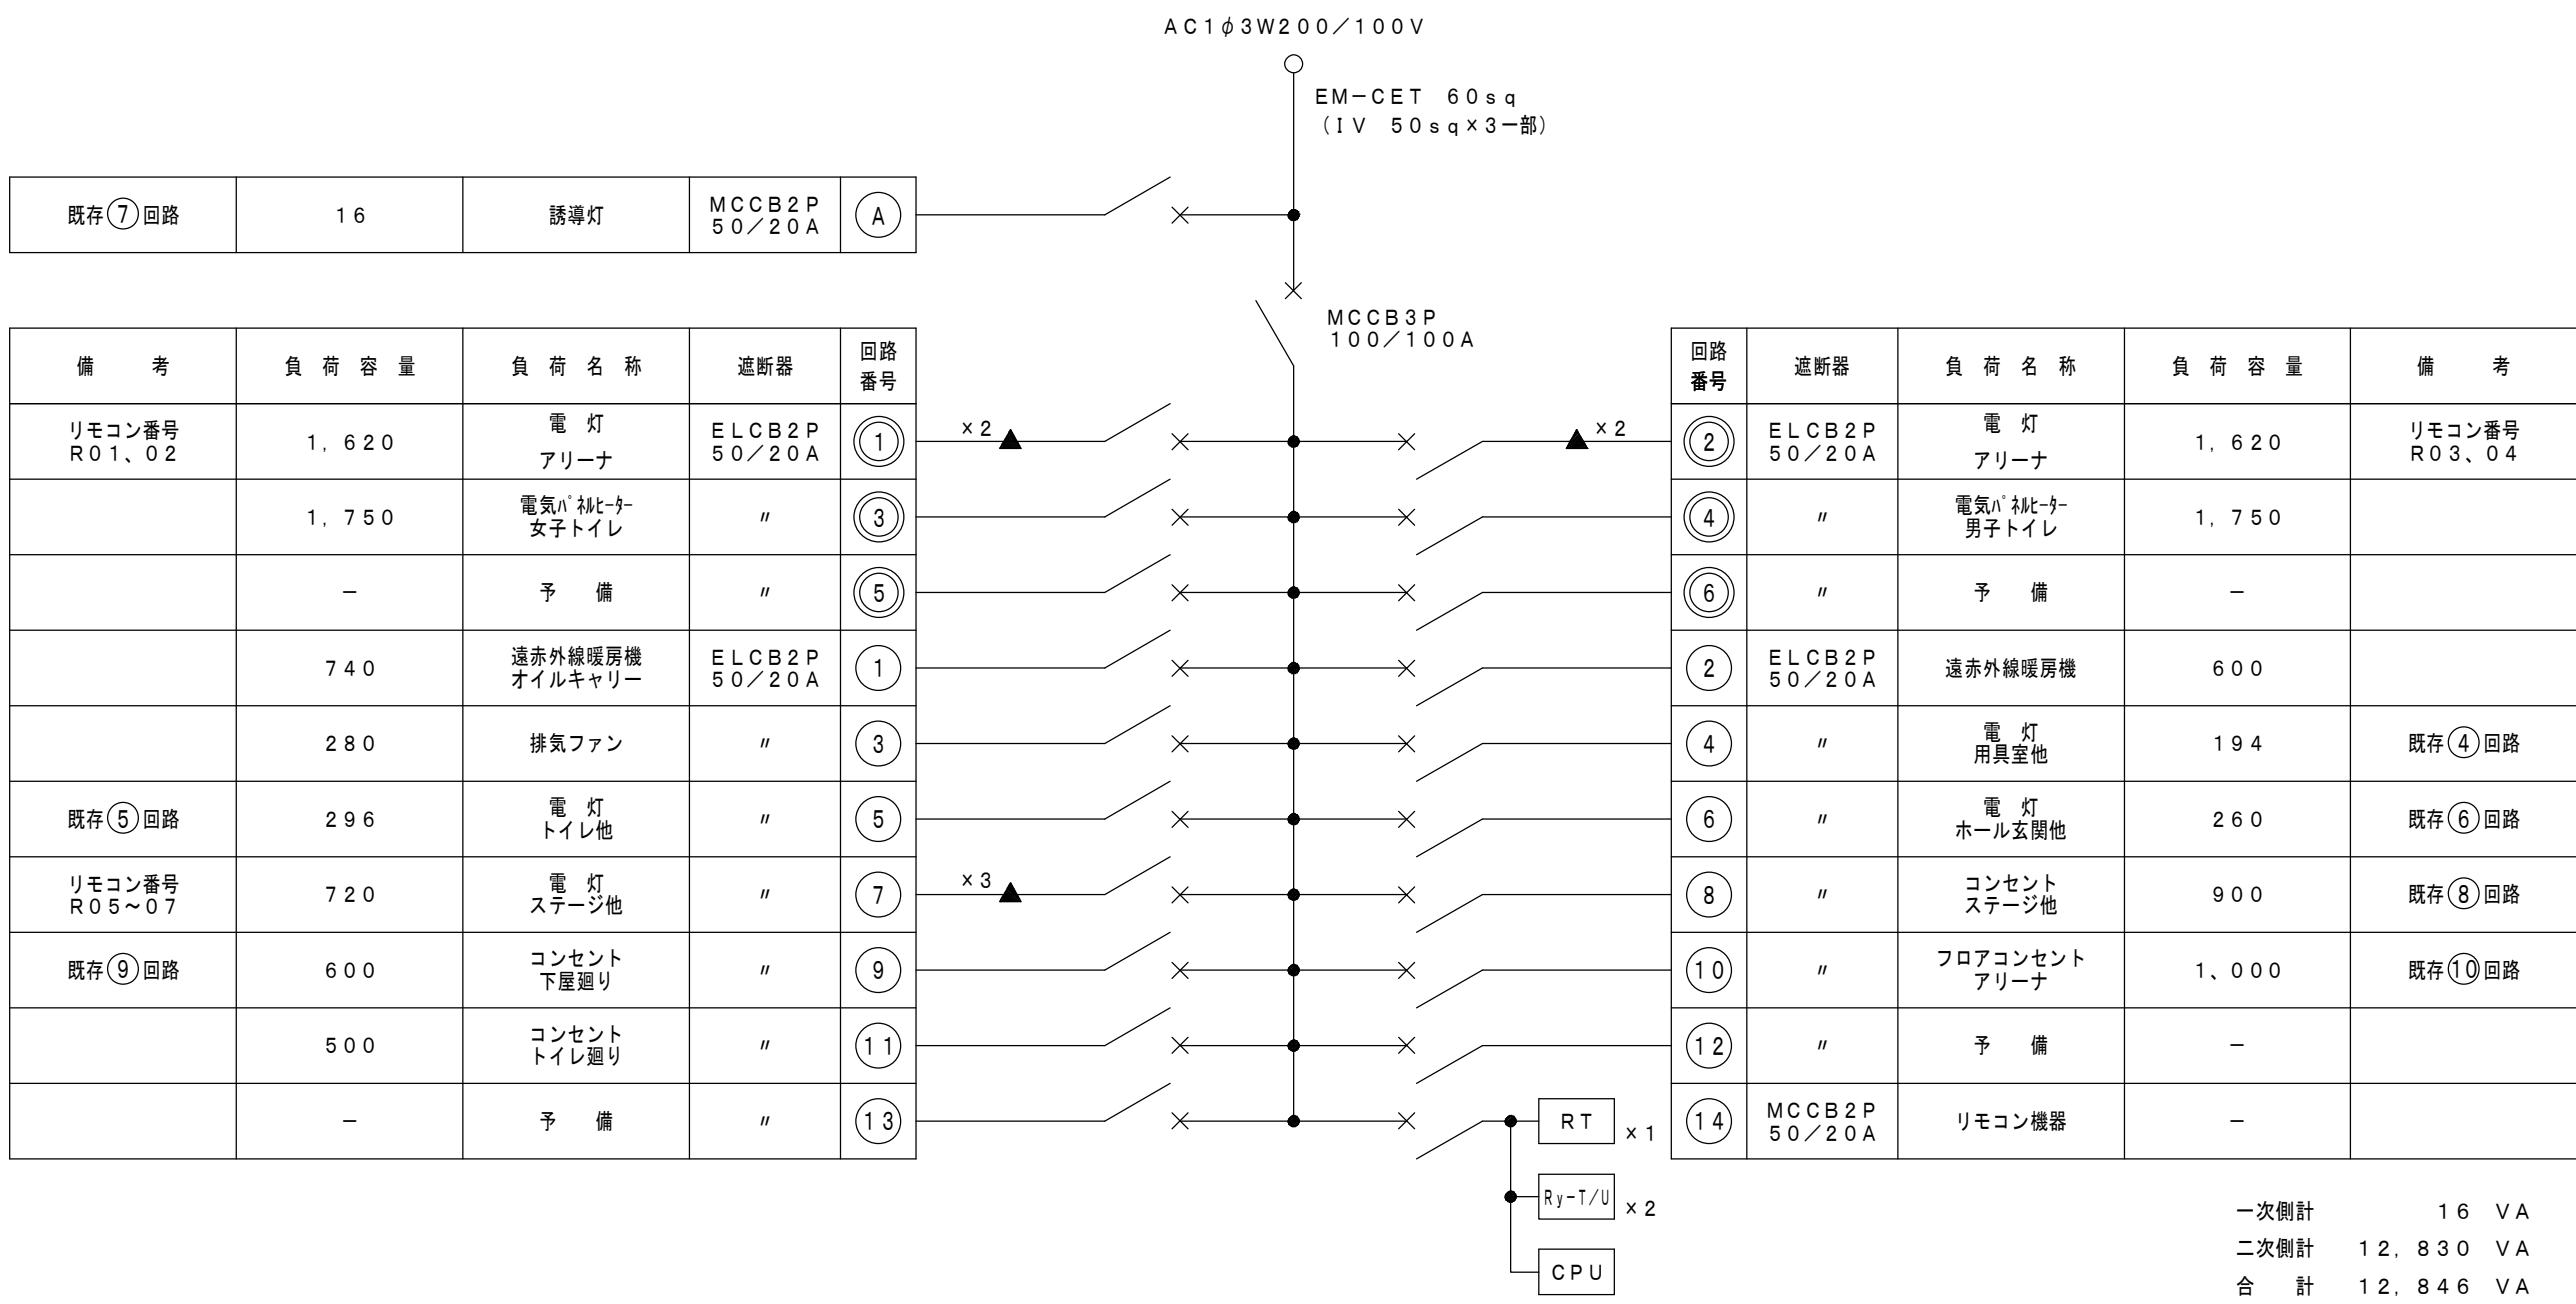 AC1φ3W200／100V
EM－CET 60sq
（IV 50sq×3一部）
既存⑦回路 16 誘導灯 MCCB2P 50／20A Ⓐ
MCCB3P
100／100A
備 考 負 荷 容 量 負 荷 名 称 遮断器 回路番号
リモコン番号 R01、02 1,620 電 灯 アリーナ ELCB2P 50／20A ① ×2
1,750 電気ﾊﾟﾈﾙﾋｰﾀｰ 女子トイレ 〃 ③
－ 予 備 〃 ⑤
740 遠赤外線暖房機 オイルキャリー ELCB2P 50／20A ①
280 排気ファン 〃 ③
既存⑤回路 296 電 灯 トイレ他 〃 ⑤
リモコン番号 R05~07 720 電 灯 ステージ他 〃 ⑦ ×3
既存⑨回路 600 コンセント 下屋廻り 〃 ⑨
500 コンセント トイレ廻り 〃 ⑪
－ 予 備 〃 ⑬
回路番号 遮断器 負 荷 名 称 負 荷 容 量 備 考
×2 ② ELCB2P 50／20A 電 灯 アリーナ 1,620 リモコン番号 R03、04
④ 〃 電気ﾊﾟﾈﾙﾋｰﾀｰ 男子トイレ 1,750
⑥ 〃 予 備 －
② ELCB2P 50／20A 遠赤外線暖房機 600
④ 〃 電 灯 用具室他 194 既存④回路
⑥ 〃 電 灯 ホール玄関他 260 既存⑥回路
⑧ 〃 コンセント ステージ他 900 既存⑧回路
⑩ 〃 フロアコンセント アリーナ 1、000 既存⑩回路
⑫ 〃 予 備 －
⑭ MCCB2P 50／20A リモコン機器 －
RT ×1
Ry－T/U ×2
CPU
一次側計 16 VA
二次側計 12,830 VA
合 計 12,846 VA